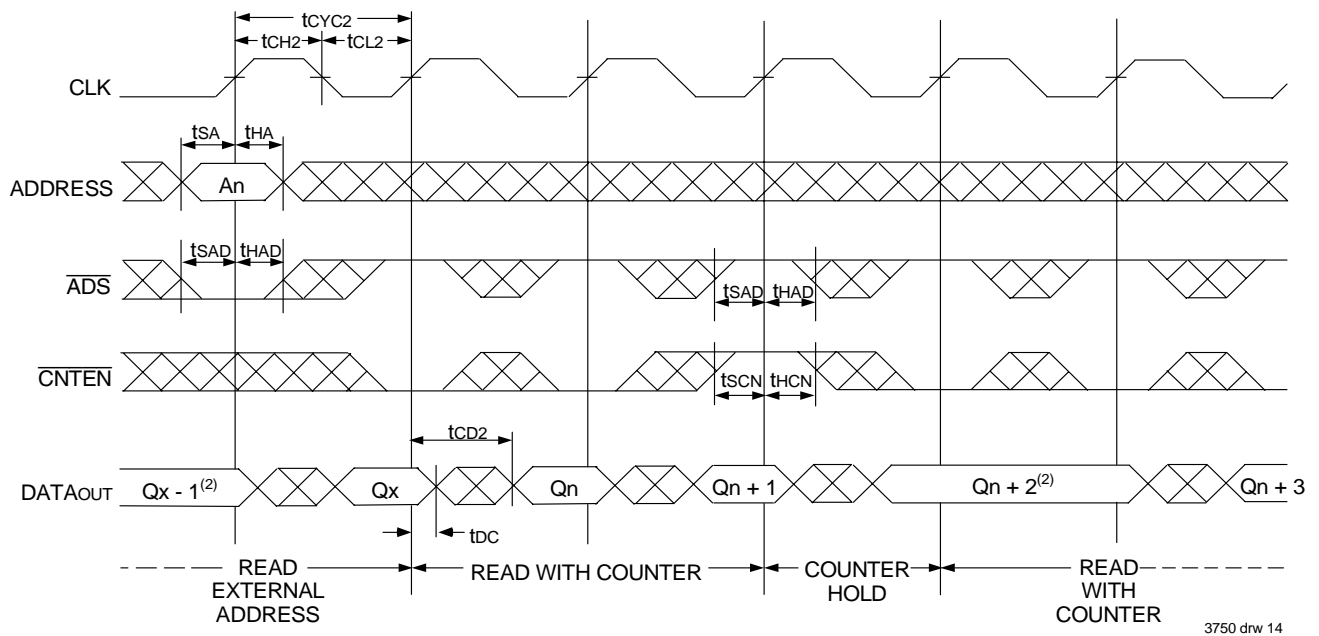 tCYC2
tCH2 tCL2
CLK
tSA tHA
ADDRESS An
tSAD tHAD
ADS
tSAD tHAD
CNTEN
tSCN tHCN
tCD2
DATAOUT Qx - 1(2) Qx Qn Qn + 1 Qn + 2(2) Qn + 3
tDC
READ EXTERNAL ADDRESS
READ WITH COUNTER
COUNTER HOLD
READ WITH COUNTER
3750 drw 14